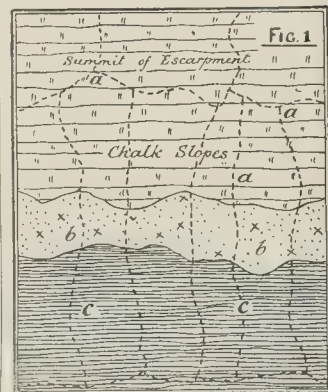 FIG. 1
Summit of Escarpment
a
a
Chalk Slopes
a
b
b
c
c